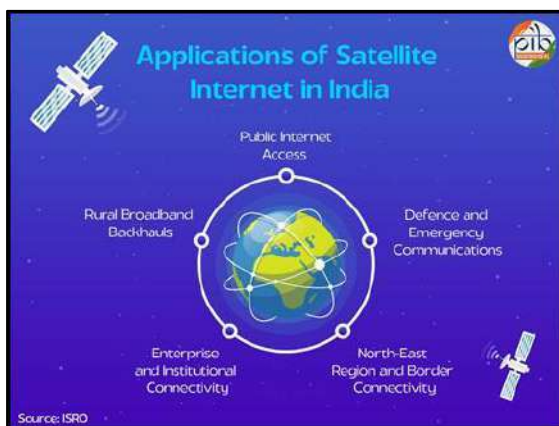 Applications of Satellite
Internet in India
pib
Public Internet
Access
Rural Broadband
Backhauls
Defence and
Emergency
Communications
Enterprise
and Institutional
Connectivity
North-East
Region and Border
Connectivity
Source: ISRO